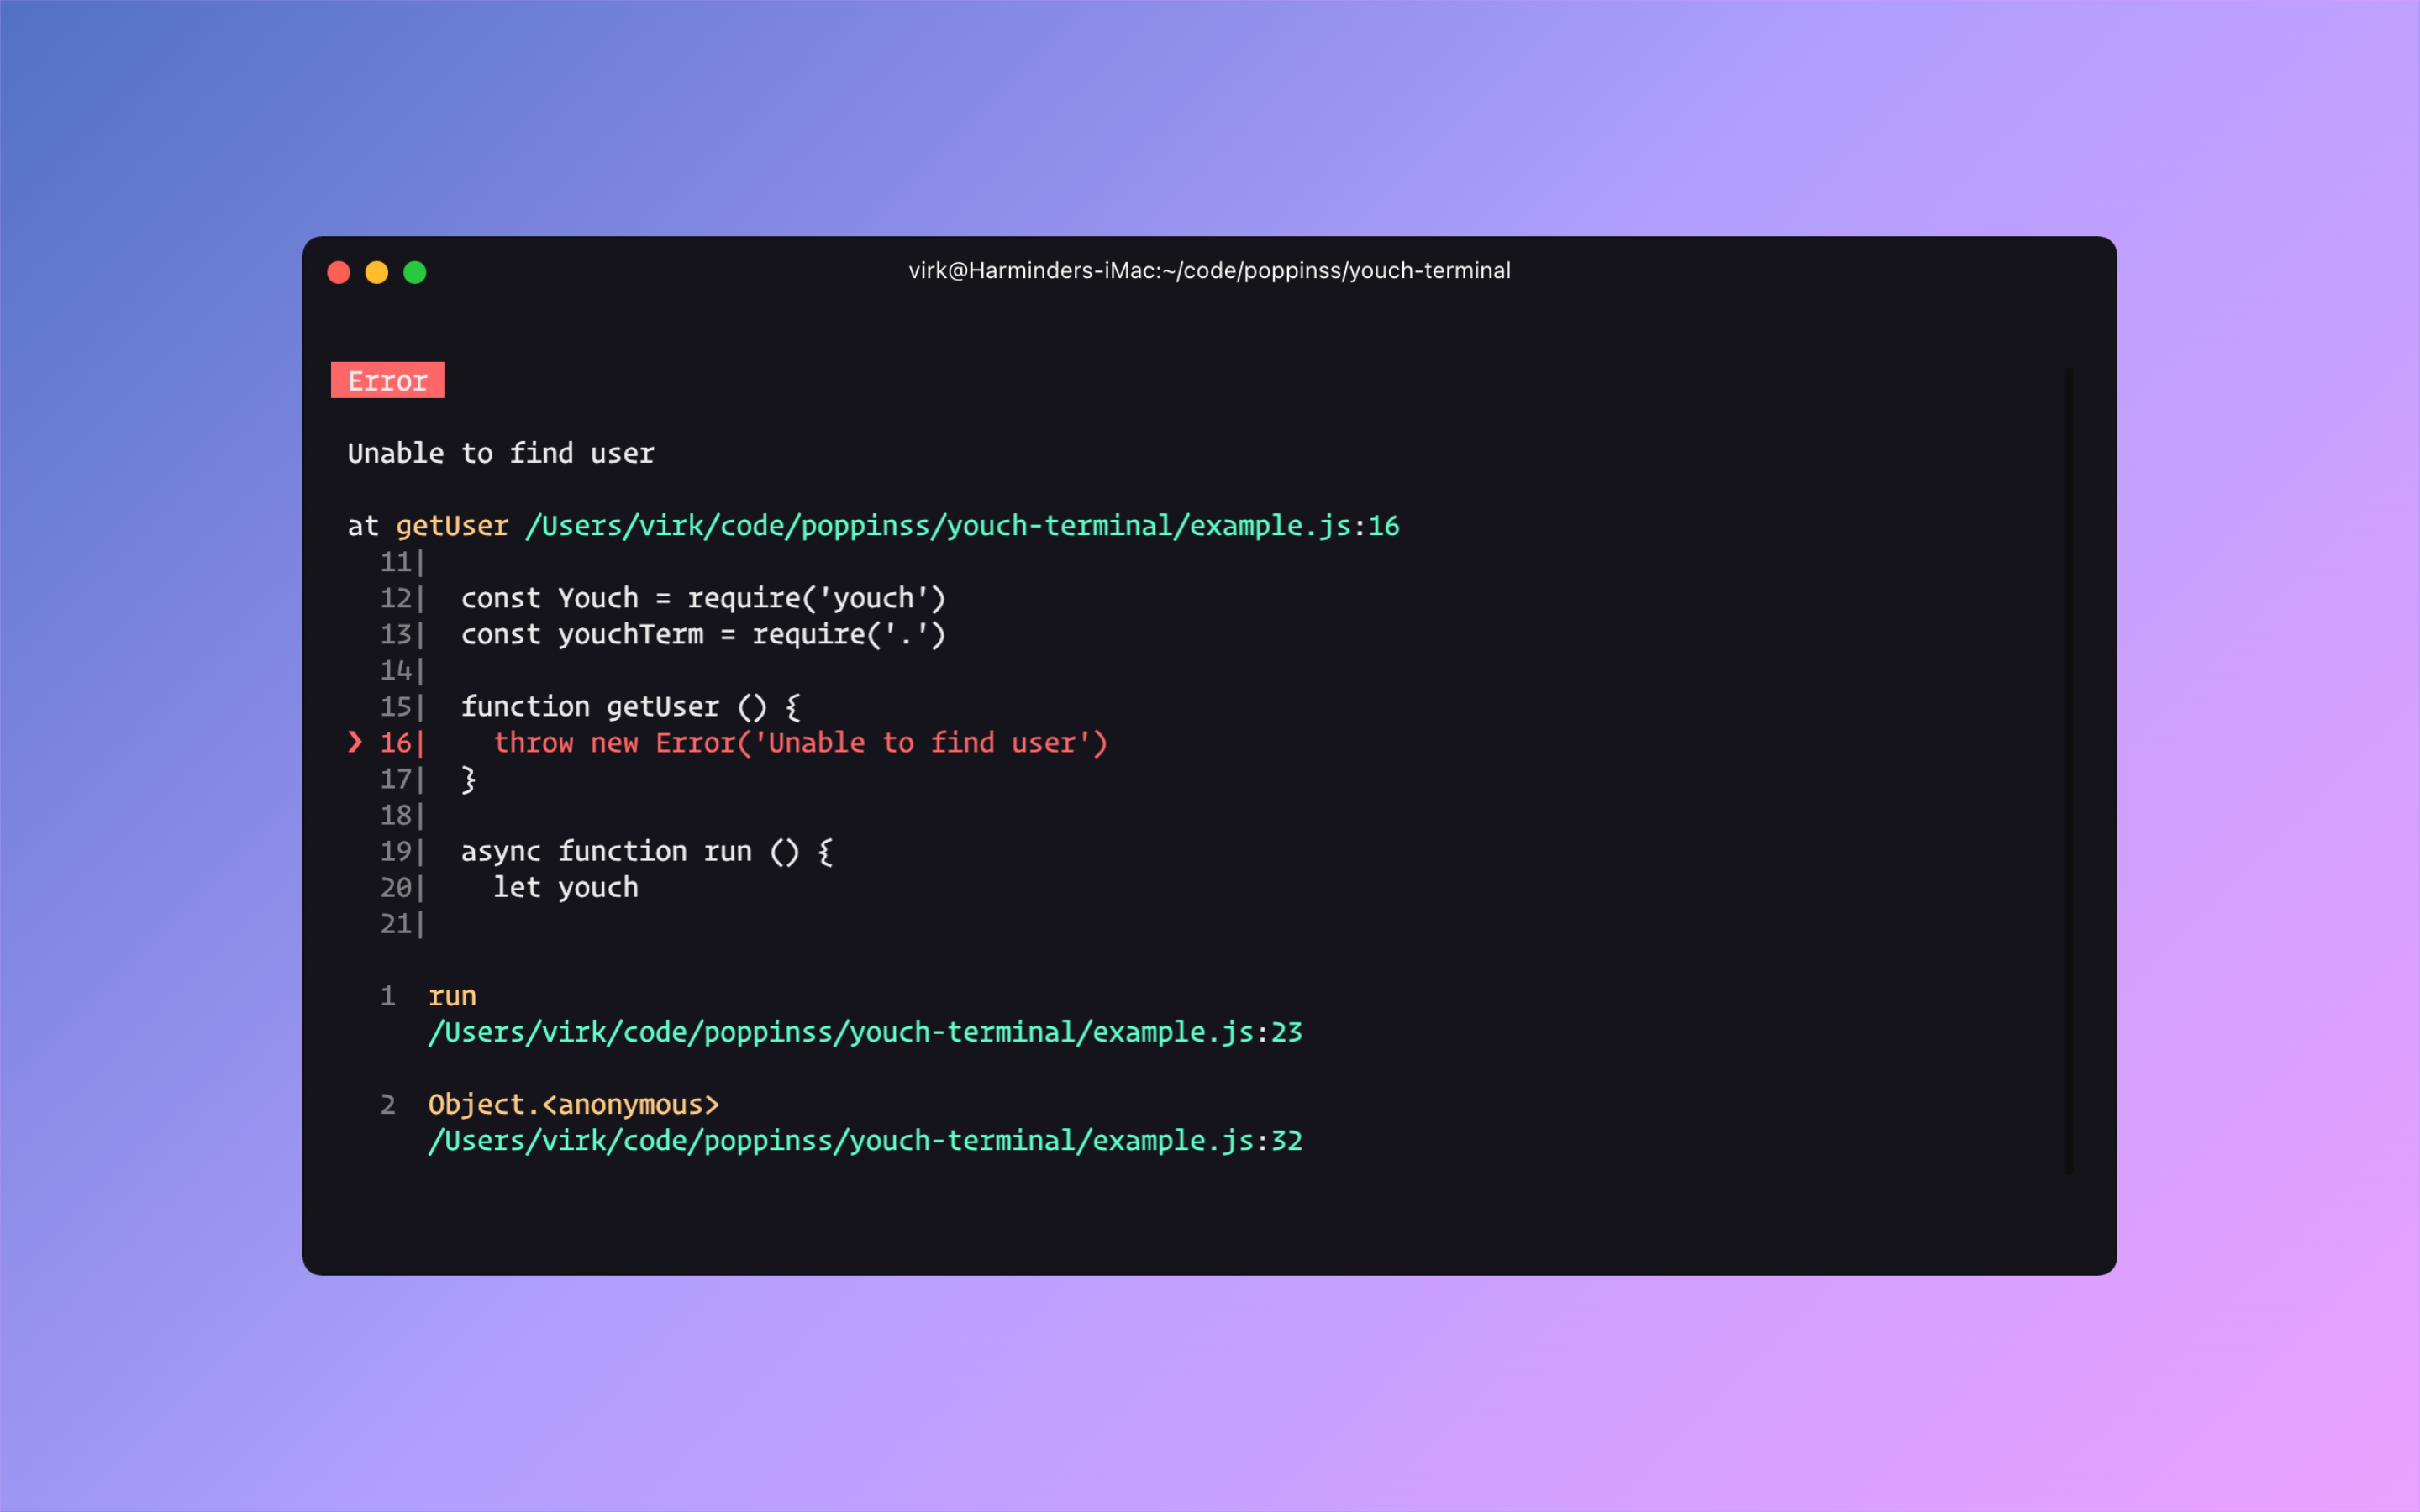 virk@Harminders-iMac:~/code/poppinss/youch-terminal
Error
Unable to find user
at getUser /Users/virk/code/poppinss/youch-terminal/example.js:16
11|
12|  const Youch = require('youch')
13|  const youchTerm = require('.')
14|
15|  function getUser () {
❯ 16|    throw new Error('Unable to find user')
17|  }
18|
19|  async function run () {
20|    let youch
21|
1  run
/Users/virk/code/poppinss/youch-terminal/example.js:23
2  Object.<anonymous>
/Users/virk/code/poppinss/youch-terminal/example.js:32